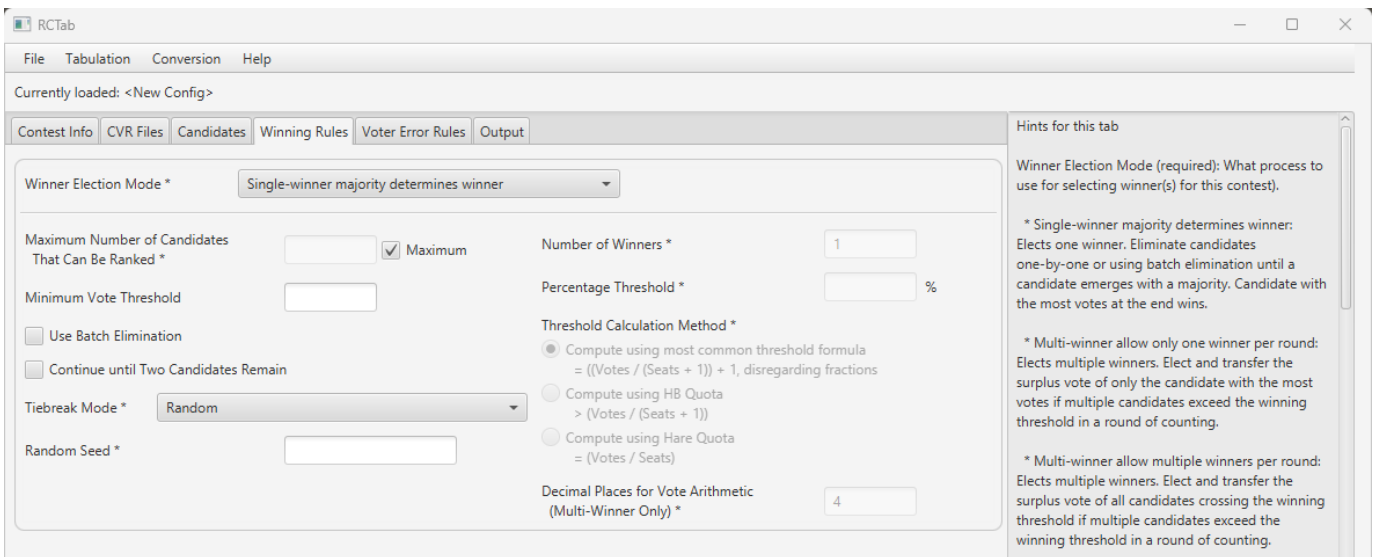 RCTab
File Tabulation Conversion Help
Currently loaded: <New Config>
Contest Info CVR Files Candidates Winning Rules Voter Error Rules Output
Winner Election Mode * Single-winner majority determines winner
Maximum Number of Candidates
That Can Be Ranked * Maximum
Minimum Vote Threshold
Use Batch Elimination
Continue until Two Candidates Remain
Tiebreak Mode * Random
Random Seed *
Number of Winners * 1
Percentage Threshold * %
Threshold Calculation Method *
Compute using most common threshold formula
= ((Votes / (Seats + 1)) + 1, disregarding fractions
Compute using HB Quota
> (Votes / (Seats + 1))
Compute using Hare Quota
= (Votes / Seats)
Decimal Places for Vote Arithmetic
(Multi-Winner Only) * 4
Hints for this tab
Winner Election Mode (required): What process to
use for selecting winner(s) for this contest).
* Single-winner majority determines winner:
Elects one winner. Eliminate candidates
one-by-one or using batch elimination until a
candidate emerges with a majority. Candidate with
the most votes at the end wins.
* Multi-winner allow only one winner per round:
Elects multiple winners. Elect and transfer the
surplus vote of only the candidate with the most
votes if multiple candidates exceed the winning
threshold in a round of counting.
* Multi-winner allow multiple winners per round:
Elects multiple winners. Elect and transfer the
surplus vote of all candidates crossing the winning
threshold if multiple candidates exceed the
winning threshold in a round of counting.